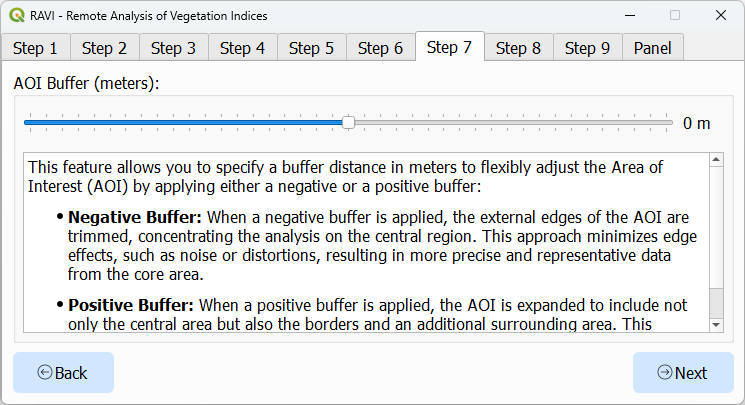 RAVI - Remote Analysis of Vegetation Indices
Step 1 Step 2 Step 3 Step 4 Step 5 Step 6 Step 7 Step 8 Step 9 Panel
AOI Buffer (meters):
0 m
This feature allows you to specify a buffer distance in meters to flexibly adjust the Area of
Interest (AOI) by applying either a negative or a positive buffer:
• Negative Buffer: When a negative buffer is applied, the external edges of the AOI are
trimmed, concentrating the analysis on the central region. This approach minimizes edge
effects, such as noise or distortions, resulting in more precise and representative data
from the core area.
• Positive Buffer: When a positive buffer is applied, the AOI is expanded to include not
only the central area but also the borders and an additional surrounding area. This
Back Next